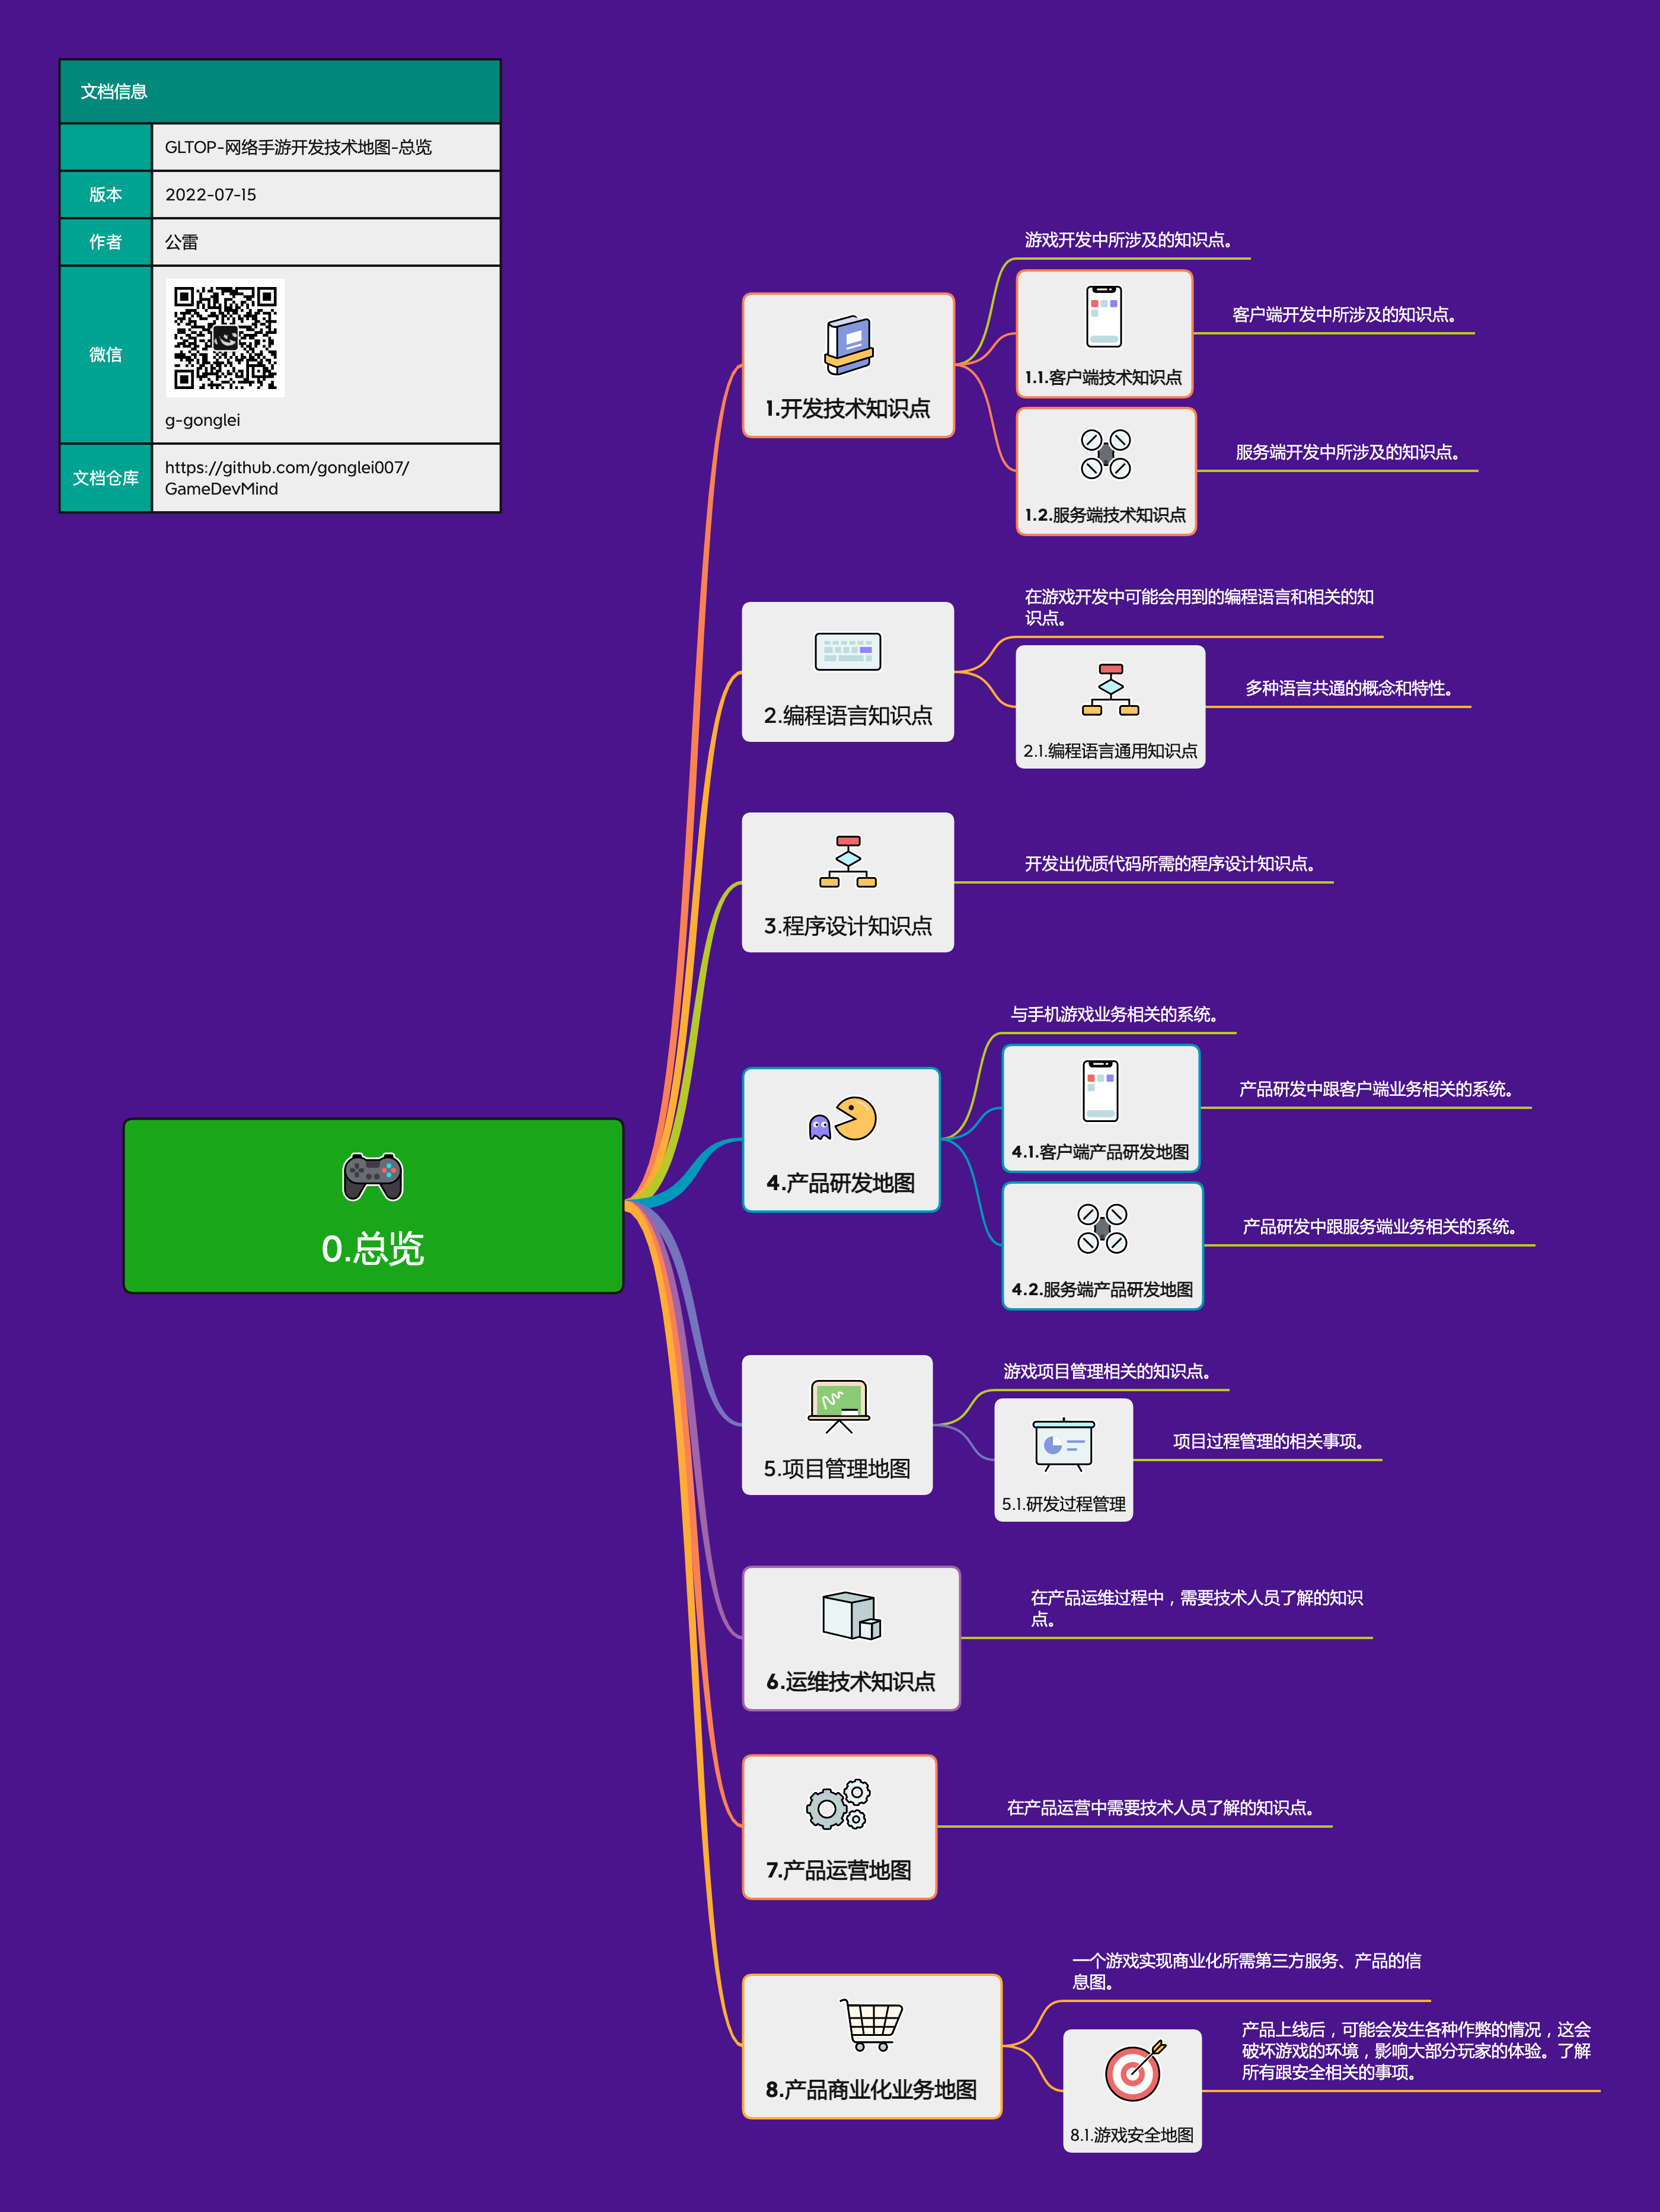 文档信息
GLTOP-网络手游开发技术地图-总览
版本
2022-07-15
作者
公雷
微信
g-gonglei
文档仓库
https://github.com/gonglei007/
GameDevMind
0.总览
1.开发技术知识点
游戏开发中所涉及的知识点。
1.1.客户端技术知识点
客户端开发中所涉及的知识点。
1.2.服务端技术知识点
服务端开发中所涉及的知识点。
2.编程语言知识点
在游戏开发中可能会用到的编程语言和相关的知
识点。
2.1.编程语言通用知识点
多种语言共通的概念和特性。
3.程序设计知识点
开发出优质代码所需的程序设计知识点。
4.产品研发地图
与手机游戏业务相关的系统。
4.1.客户端产品研发地图
产品研发中跟客户端业务相关的系统。
4.2.服务端产品研发地图
产品研发中跟服务端业务相关的系统。
5.项目管理地图
游戏项目管理相关的知识点。
5.1.研发过程管理
项目过程管理的相关事项。
6.运维技术知识点
在产品运维过程中，需要技术人员了解的知识
点。
7.产品运营地图
在产品运营中需要技术人员了解的知识点。
8.产品商业化业务地图
一个游戏实现商业化所需第三方服务、产品的信
息图。
8.1.游戏安全地图
产品上线后，可能会发生各种作弊的情况，这会
破坏游戏的环境，影响大部分玩家的体验。了解
所有跟安全相关的事项。